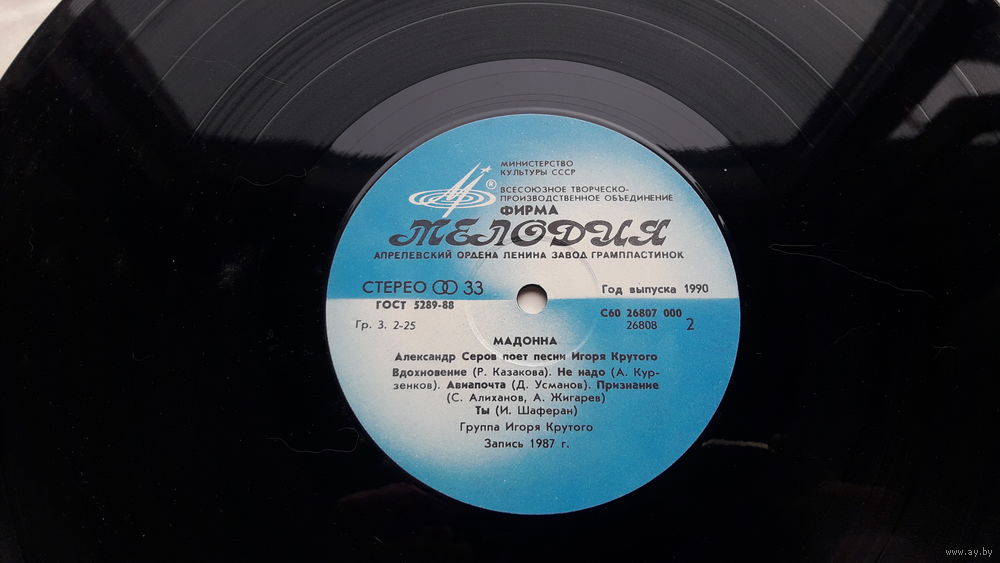 МИНИСТЕРСТВО
КУЛЬТУРЫ СССР
ВСЕСОЮЗНОЕ ТВОРЧЕСКО-
ПРОИЗВОДСТВЕННОЕ ОБЪЕДИНЕНИЕ
®
ФИРМА
МЕЛОДИЯ
АПРЕЛЕВСКИЙ ОРДЕНА ЛЕНИНА ЗАВОД ГРАМПЛАСТИНОК
СТЕРЕО 33
Год выпуска 1990
ГОСТ 5289-88
С60 26807 000
Гр. 3. 2-25
26808 2
МАДОННА
Александр Серов поет песни Игоря Крутого
Вдохновение (Р. Казакова). Не надо (А. Кур-
зенков). Авиапочта (Д. Усманов). Признание
(С. Алиханов, А. Жигарев)
Ты (И. Шаферан)
Группа Игоря Крутого
Запись 1987 г.
www.ay.by